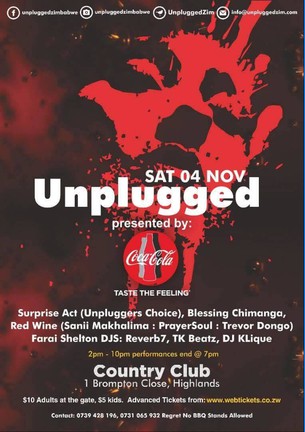 unpluggedzimbabwe unpluggedzimbabwe UnpluggedZim info@unpluggedzim.com
SAT 04 NOV
Unplugged
presented by:
Coca-Cola
TASTE THE FEELING
Surprise Act (Unpluggers Choice), Blessing Chimanga,
Red Wine (Sanii Makhalima : PrayerSoul : Trevor Dongo)
Farai Shelton DJS: Reverb7, TK Beatz, DJ KLique
2pm - 10pm performances end @ 7pm
Country Club
1 Brompton Close, Highlands
$10 Adults at the gate, $5 kids. Advanced Tickets from: www.webtickets.co.zw
Contact: 0739 428 196, 0731 065 932 Regret No BBQ Stands Allowed